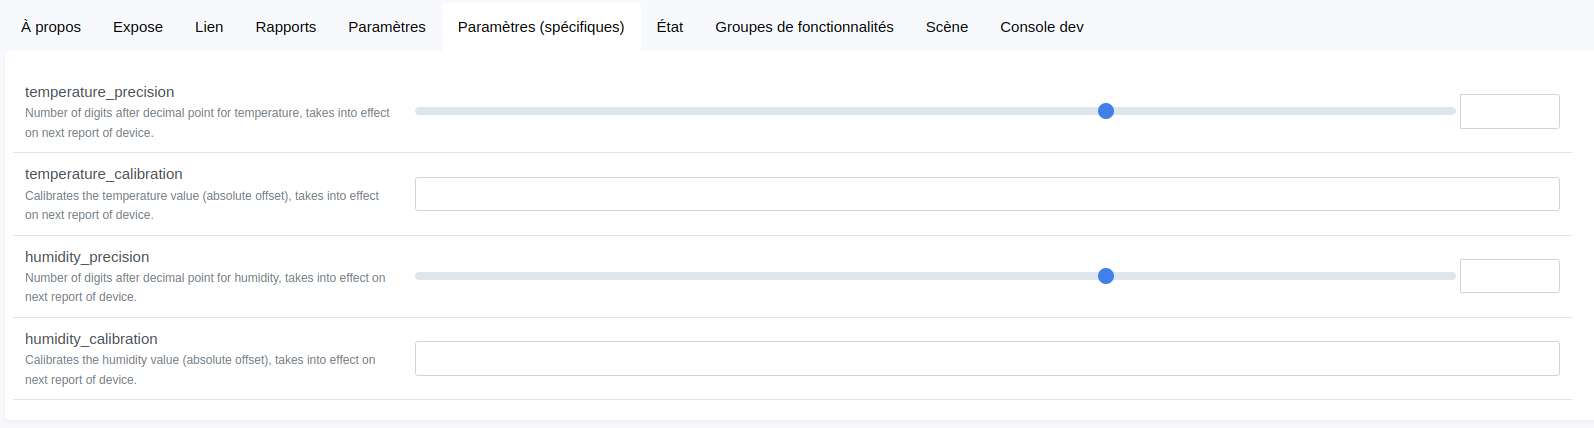 À propos Expose Lien Rapports Paramètres Paramètres (spécifiques) État Groupes de fonctionnalités Scène Console dev
temperature_precision
Number of digits after decimal point for temperature, takes into effect
on next report of device.
temperature_calibration
Calibrates the temperature value (absolute offset), takes into effect
on next report of device.
humidity_precision
Number of digits after decimal point for humidity, takes into effect on
next report of device.
humidity_calibration
Calibrates the humidity value (absolute offset), takes into effect on
next report of device.